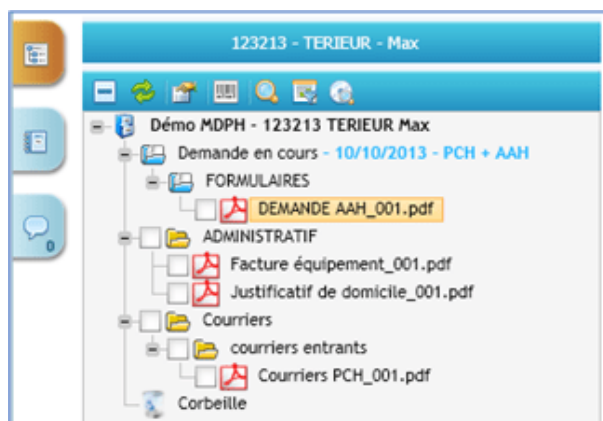 123213 - TERIEUR - Max
Démo MDPH - 123213 TERIEUR Max
Demande en cours - 10/10/2013 - PCH + AAH
FORMULAIRES
DEMANDE AAH_001.pdf
ADMINISTRATIF
Facture équipement_001.pdf
Justificatif de domicile_001.pdf
Courriers
courriers entrants
Courriers PCH_001.pdf
0
Corbeille